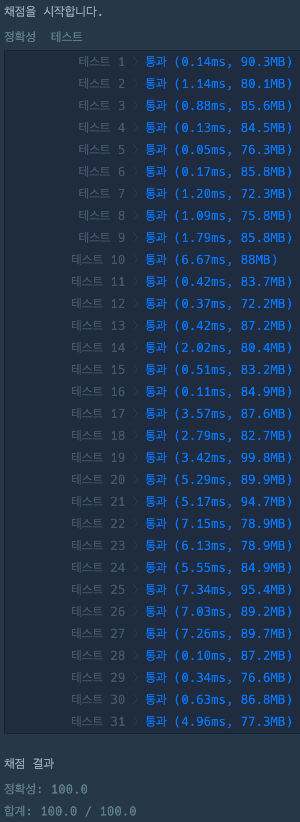 채점을 시작합니다.
정확성 테스트
테스트 1 > 통과 (0.14ms, 90.3MB)
테스트 2 > 통과 (1.14ms, 80.1MB)
테스트 3 > 통과 (0.88ms, 85.6MB)
테스트 4 > 통과 (0.13ms, 84.5MB)
테스트 5 > 통과 (0.05ms, 76.3MB)
테스트 6 > 통과 (0.17ms, 85.8MB)
테스트 7 > 통과 (1.20ms, 72.3MB)
테스트 8 > 통과 (1.09ms, 75.8MB)
테스트 9 > 통과 (1.79ms, 85.8MB)
테스트 10 > 통과 (6.67ms, 88MB)
테스트 11 > 통과 (0.42ms, 83.7MB)
테스트 12 > 통과 (0.37ms, 72.2MB)
테스트 13 > 통과 (0.42ms, 87.2MB)
테스트 14 > 통과 (2.02ms, 80.4MB)
테스트 15 > 통과 (0.51ms, 83.2MB)
테스트 16 > 통과 (0.11ms, 84.9MB)
테스트 17 > 통과 (3.57ms, 87.6MB)
테스트 18 > 통과 (2.79ms, 82.7MB)
테스트 19 > 통과 (3.42ms, 99.8MB)
테스트 20 > 통과 (5.29ms, 89.9MB)
테스트 21 > 통과 (5.17ms, 94.7MB)
테스트 22 > 통과 (7.15ms, 78.9MB)
테스트 23 > 통과 (6.13ms, 78.9MB)
테스트 24 > 통과 (5.55ms, 84.9MB)
테스트 25 > 통과 (7.34ms, 95.4MB)
테스트 26 > 통과 (7.03ms, 89.2MB)
테스트 27 > 통과 (7.26ms, 89.7MB)
테스트 28 > 통과 (0.10ms, 87.2MB)
테스트 29 > 통과 (0.34ms, 76.6MB)
테스트 30 > 통과 (0.63ms, 86.8MB)
테스트 31 > 통과 (4.96ms, 77.3MB)
채점 결과
정확성: 100.0
합계: 100.0 / 100.0